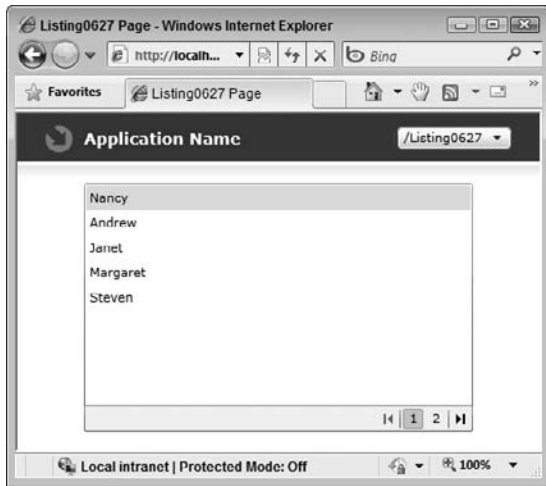 Listing0627 Page - Windows Internet Explorer
http://localh... Bing
Favorites Listing0627 Page
Application Name /Listing0627
Nancy
Andrew
Janet
Margaret
Steven
1 2
Local intranet | Protected Mode: Off 100%